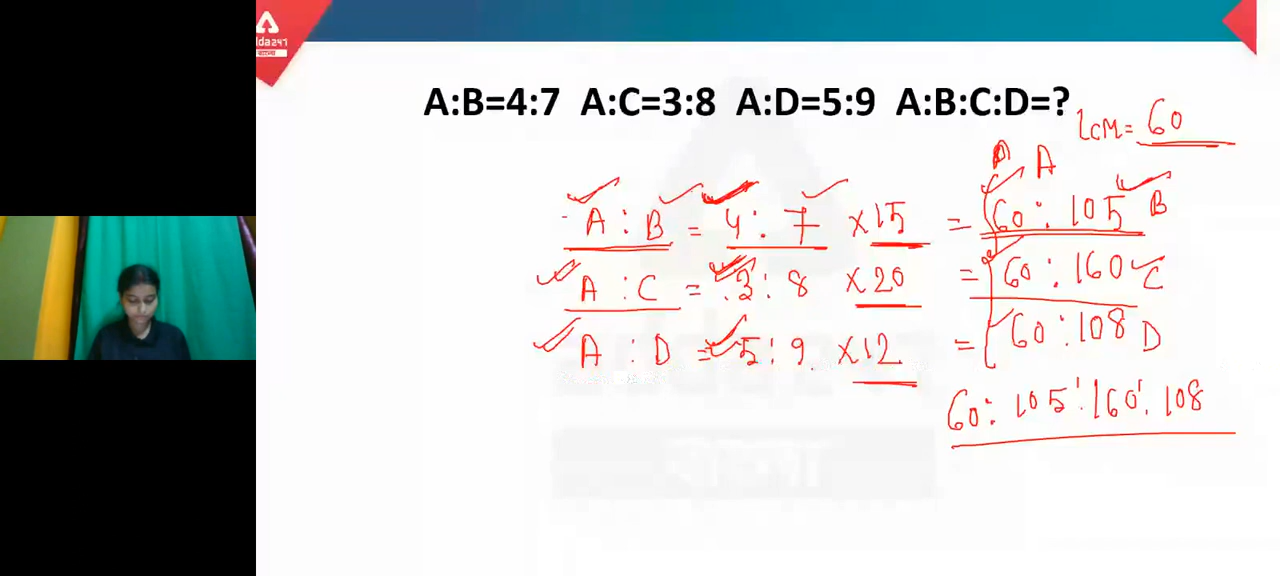 dda247
বাংলা
A:B=4:7 A:C=3:8 A:D=5:9 A:B:C:D=?
LCM= 60
A
A : B = 4 : 7 ×15 = 60 : 105 B
A : C = 3 : 8 ×20 = 60 : 160 C
A : D = 5 : 9 ×12 = 60 : 108 D
60 : 105 : 160 : 108
বাংলা